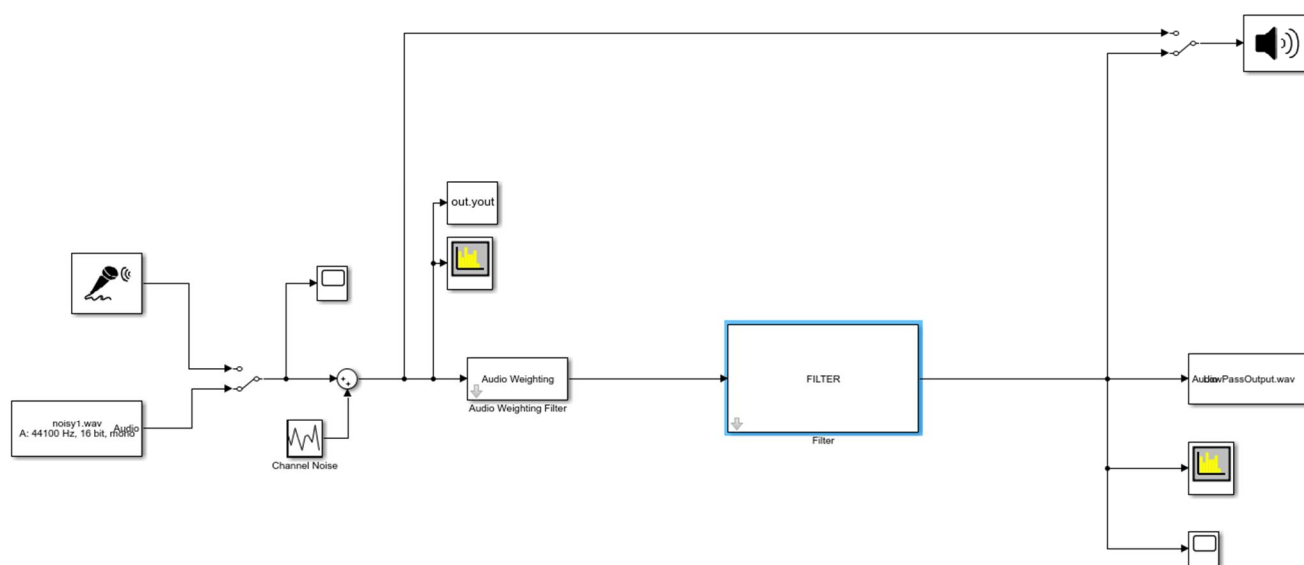 out.yout
Audio Weighting
Audio Weighting Filter
FILTER
Filter
noisy1.wav
A: 44100 Hz, 16 bit, mono
Audio
Channel Noise
Audio
LowPassOutput.wav